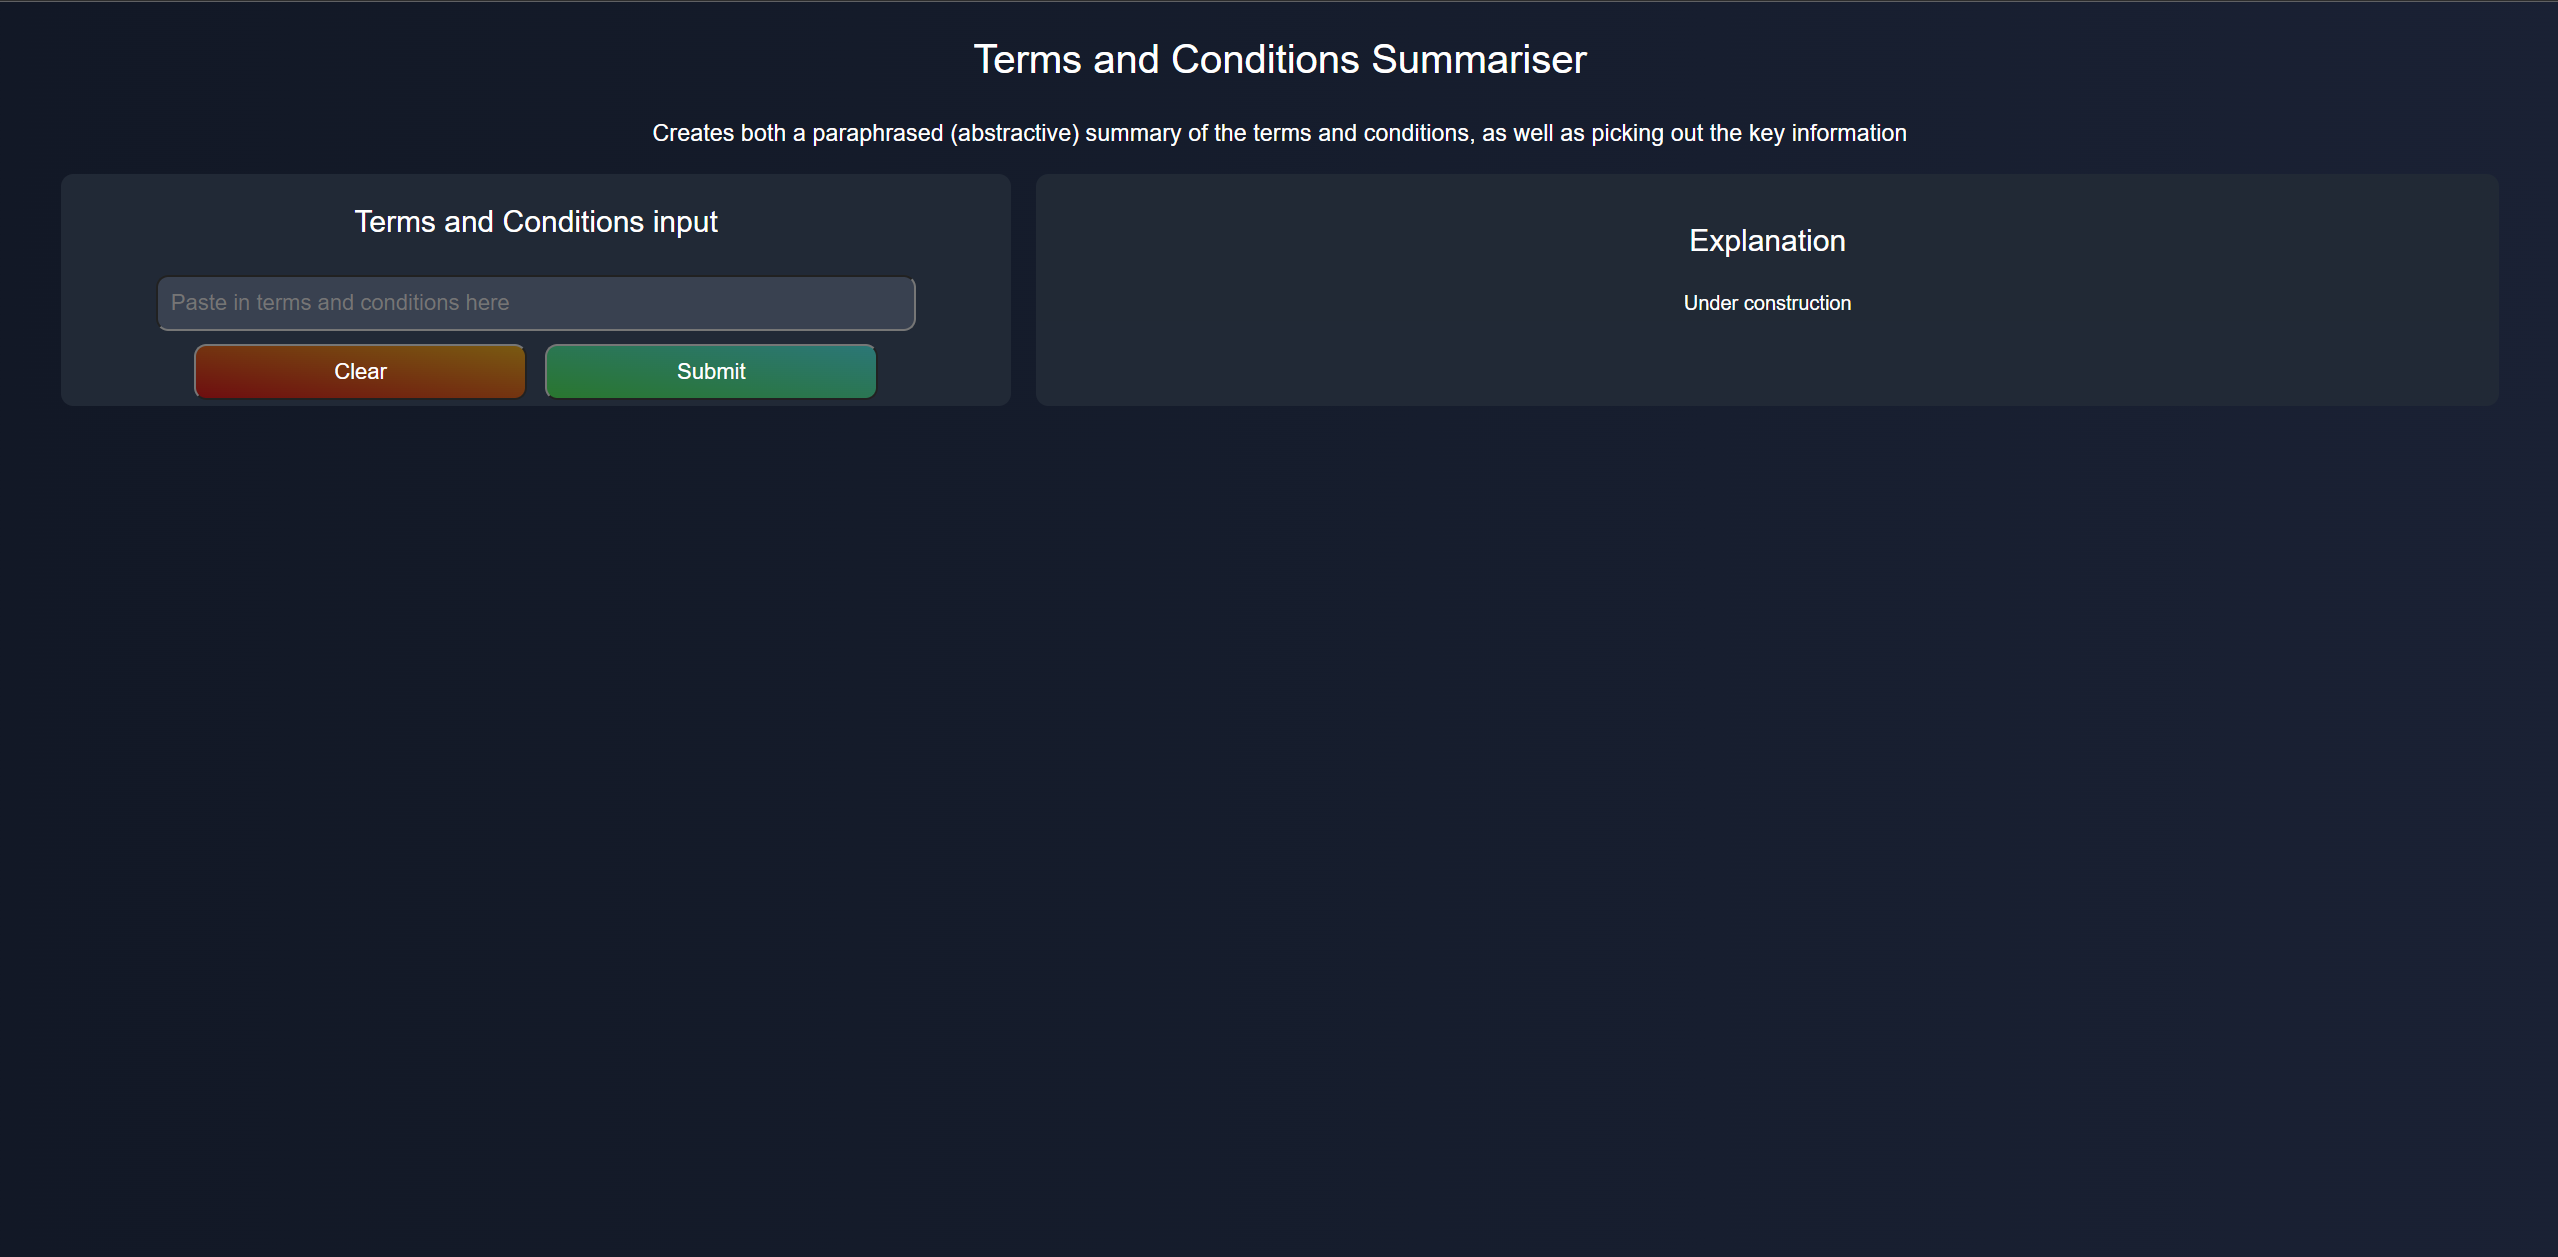 Terms and Conditions Summariser
Creates both a paraphrased (abstractive) summary of the terms and conditions, as well as picking out the key information
Terms and Conditions input
Paste in terms and conditions here
Clear
Submit
Explanation
Under construction